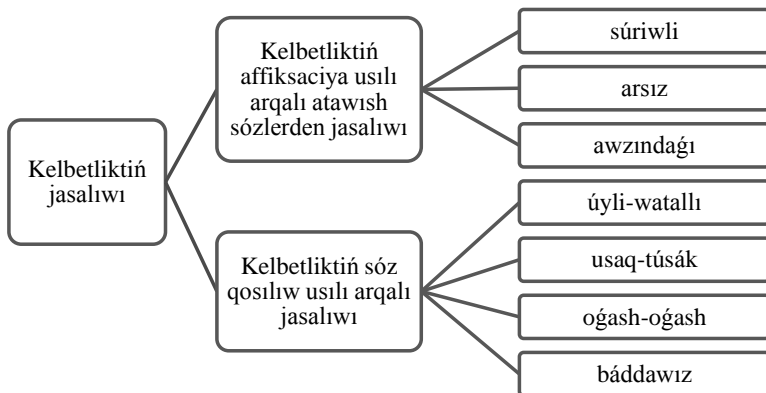 Kelbetliktiń
jasalıwı
Kelbetliktiń
affiksaciya usılı
arqalı atawısh
sózlerden jasalıwı
súriwli
arsız
awzındaǵı
Kelbetliktiń sóz
qosılıw usılı arqalı
jasalıwı
úyli-watallı
usaq-túsák
oǵash-oǵash
báddawız